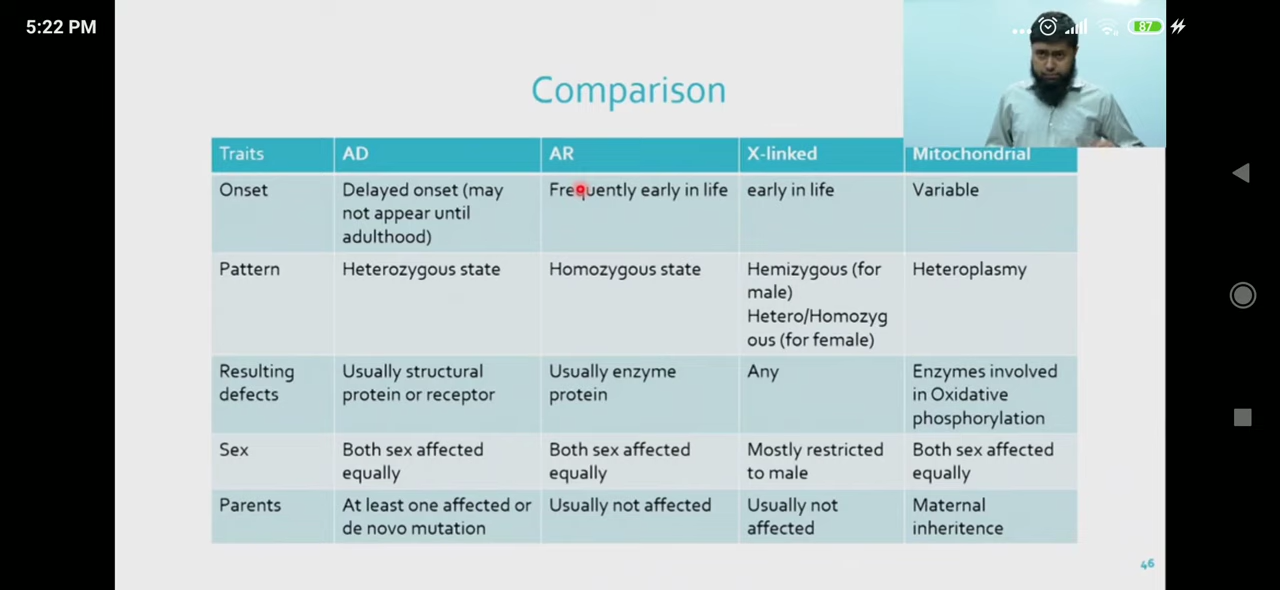 5:22 PM
87
Comparison
Traits AD AR X-linked Mitochondrial
Onset Delayed onset (may Frequently early in life early in life Variable
not appear until
adulthood)
Pattern Heterozygous state Homozygous state Hemizygous (for Heteroplasmy
male)
Hetero/Homozyg
ous (for female)
Resulting Usually structural Usually enzyme Any Enzymes involved
defects protein or receptor protein in Oxidative
phosphorylation
Sex Both sex affected Both sex affected Mostly restricted Both sex affected
equally equally to male equally
Parents At least one affected or Usually not affected Usually not Maternal
de novo mutation affected inheritence
46